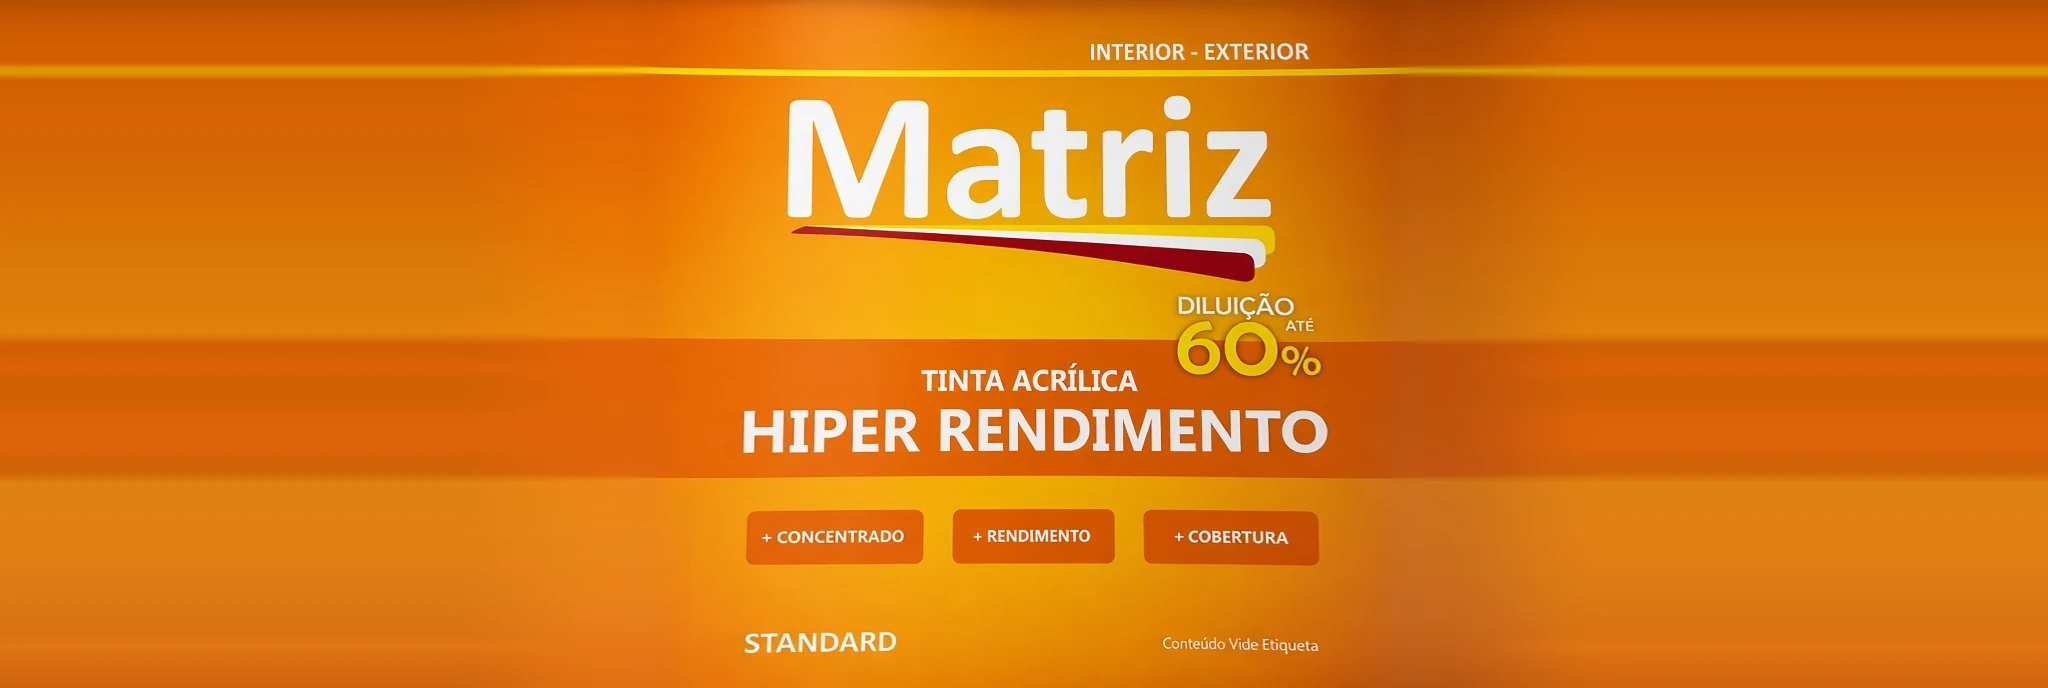 INTERIOR - EXTERIOR
Matriz
DILUIÇÃO
ATÉ
60%
TINTA ACRÍLICA
HIPER RENDIMENTO
+ CONCENTRADO
+ RENDIMENTO
+ COBERTURA
STANDARD
Conteúdo Vide Etiqueta